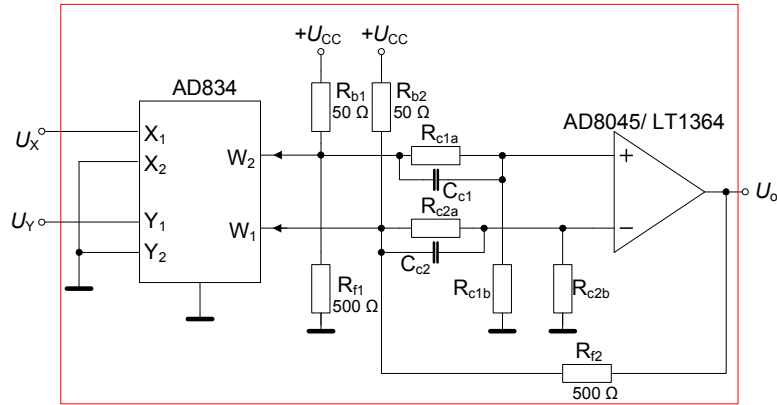 +UCC
+UCC
AD834
Rb1
50 Ω
Rb2
50 Ω
AD8045/ LT1364
UX
X1
X2
W2
Rc1a
Cc1
+
Uo
UY
Y1
Y2
W1
Rc2a
Cc2
−
Rf1
500 Ω
Rc1b
Rc2b
Rf2
500 Ω